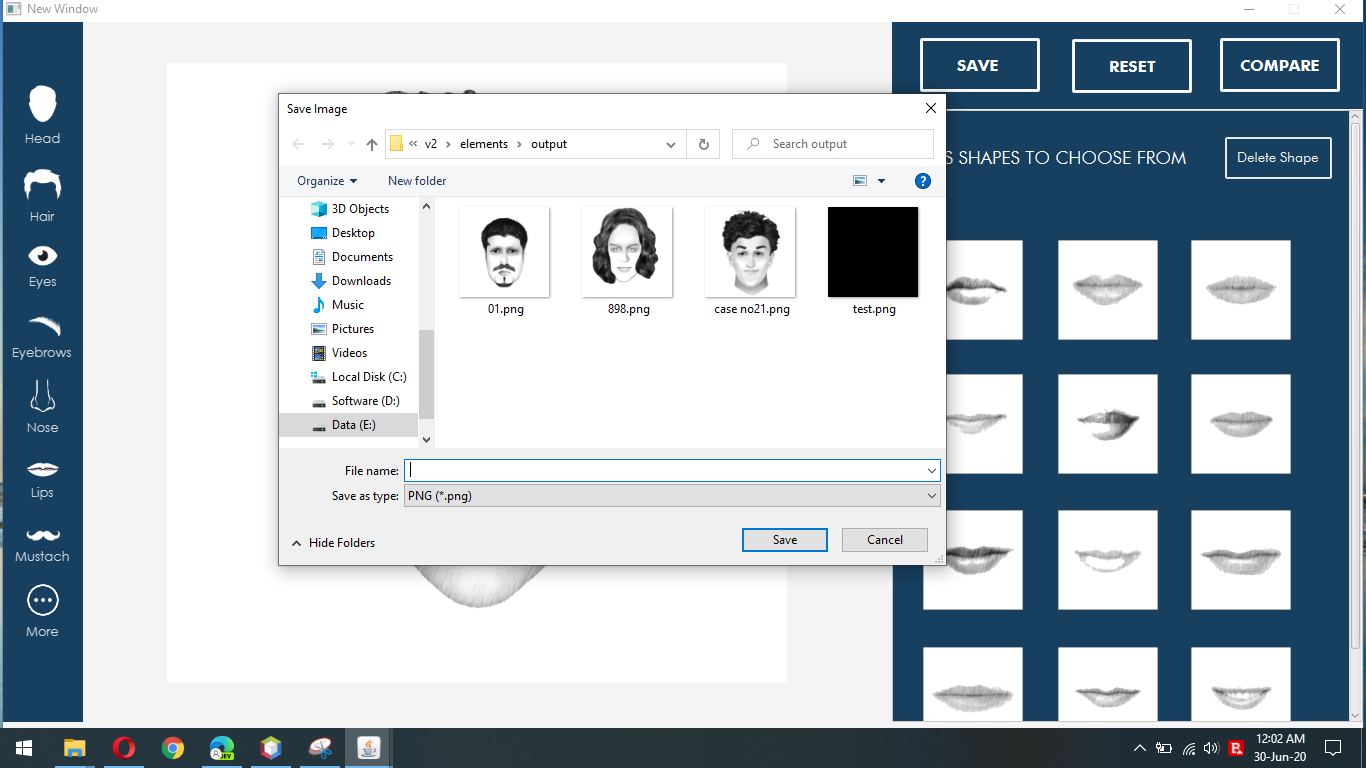 New Window
Head
Hair
Eyes
Eyebrows
Nose
Lips
Mustach
More
Save Image
« v2 › elements › output
Search output
Organize
New folder
3D Objects
Desktop
Documents
Downloads
Music
Pictures
Videos
Local Disk (C:)
Software (D:)
Data (E:)
01.png
898.png
case no21.png
test.png
File name:
Save as type: PNG (*.png)
Hide Folders
Save
Cancel
SAVE
RESET
COMPARE
S SHAPES TO CHOOSE FROM
Delete Shape
JEV
12:02 AM
30-Jun-20